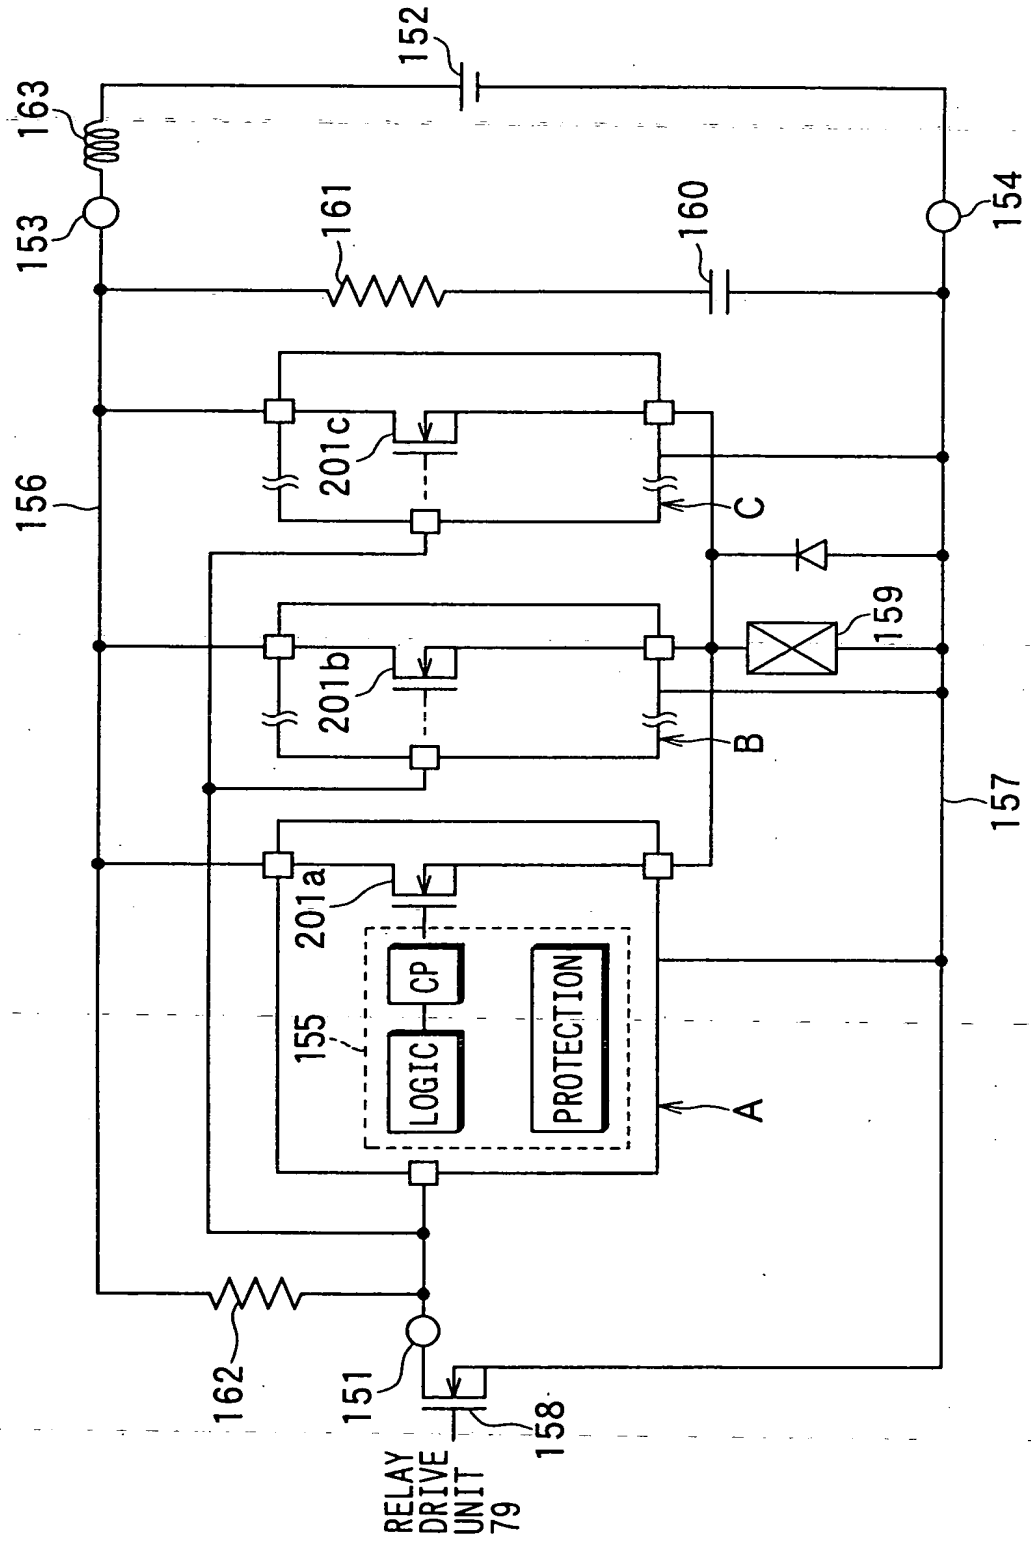 163
152
153
161
160
154
156
201c
C
201b
B
159
157
201a
155
LOGIC
CP
PROTECTION
A
162
151
158
RELAY
DRIVE
UNIT
79